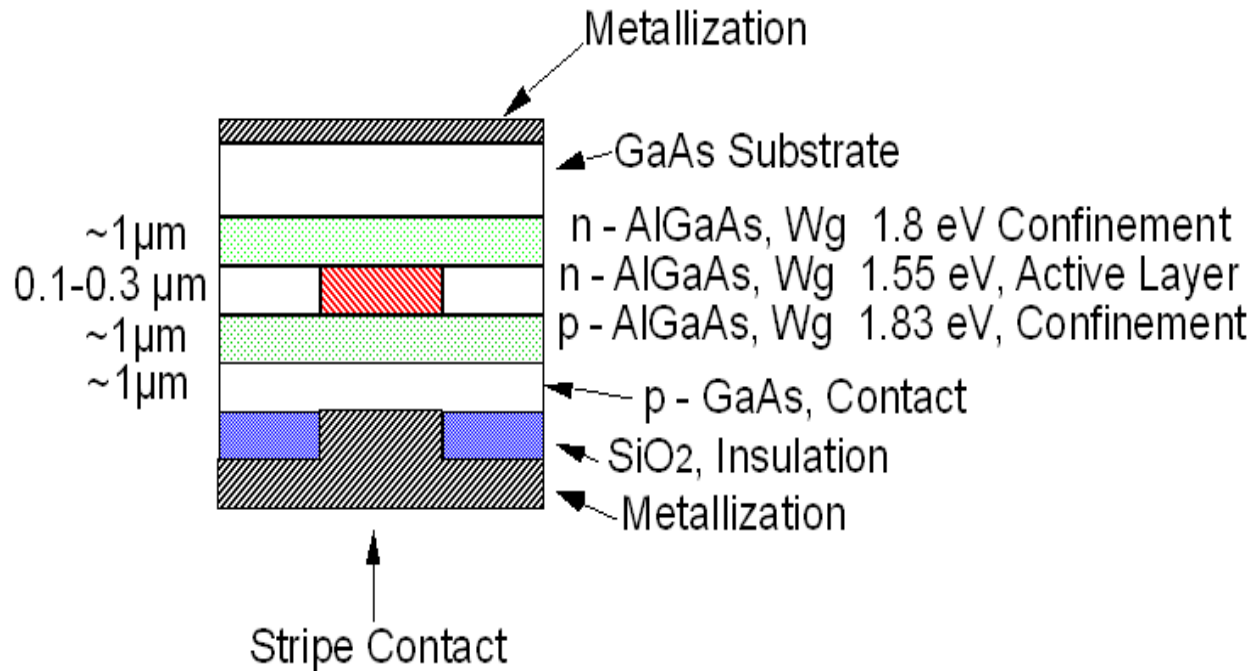 Metallization
GaAs Substrate
~1µm n - AlGaAs, Wg 1.8 eV Confinement
0.1-0.3 µm n - AlGaAs, Wg 1.55 eV, Active Layer
~1µm p - AlGaAs, Wg 1.83 eV, Confinement
~1µm
p - GaAs, Contact
SiO2, Insulation
Metallization
Stripe Contact